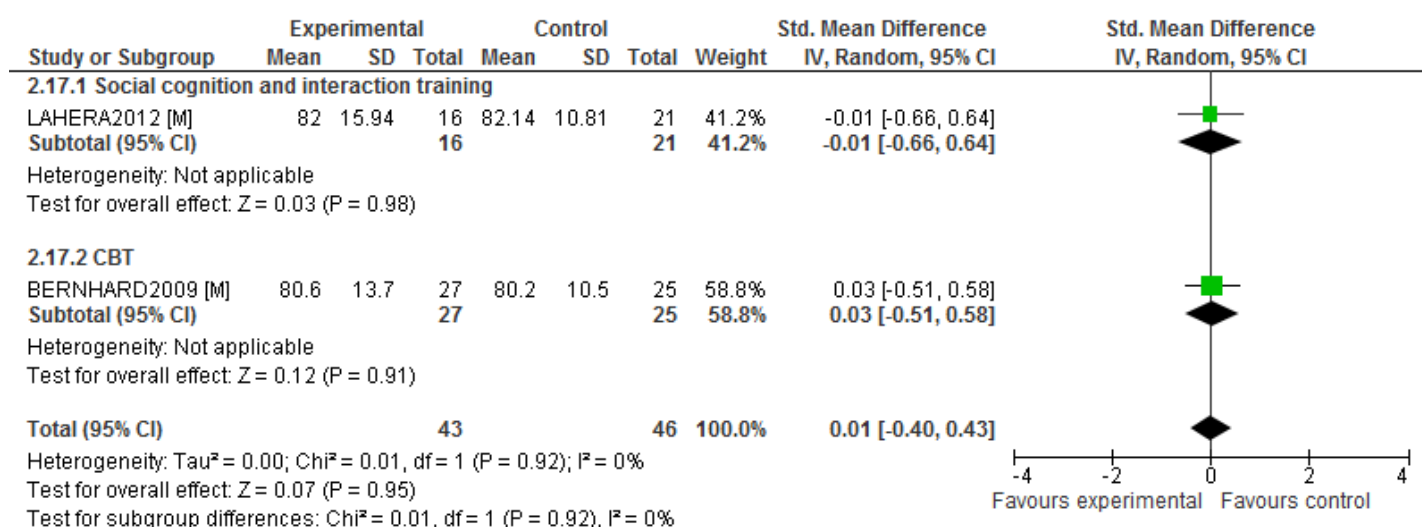 Experimental Control Std. Mean Difference Std. Mean Difference
Study or Subgroup Mean SD Total Mean SD Total Weight IV, Random, 95% CI IV, Random, 95% CI
2.17.1 Social cognition and interaction training
LAHERA2012 [M] 82 15.94 16 82.14 10.81 21 41.2% -0.01 [-0.66, 0.64]
Subtotal (95% CI) 16 21 41.2% -0.01 [-0.66, 0.64]
Heterogeneity: Not applicable
Test for overall effect: Z = 0.03 (P = 0.98)
2.17.2 CBT
BERNHARD2009 [M] 80.6 13.7 27 80.2 10.5 25 58.8% 0.03 [-0.51, 0.58]
Subtotal (95% CI) 27 25 58.8% 0.03 [-0.51, 0.58]
Heterogeneity: Not applicable
Test for overall effect: Z = 0.12 (P = 0.91)
Total (95% CI) 43 46 100.0% 0.01 [-0.40, 0.43]
Heterogeneity: Tau² = 0.00; Chi² = 0.01, df = 1 (P = 0.92); I² = 0%
Test for overall effect: Z = 0.07 (P = 0.95)
Test for subgroup differences: Chi² = 0.01, df = 1 (P = 0.92), I² = 0%
-4 -2 0 2 4
Favours experimental Favours control